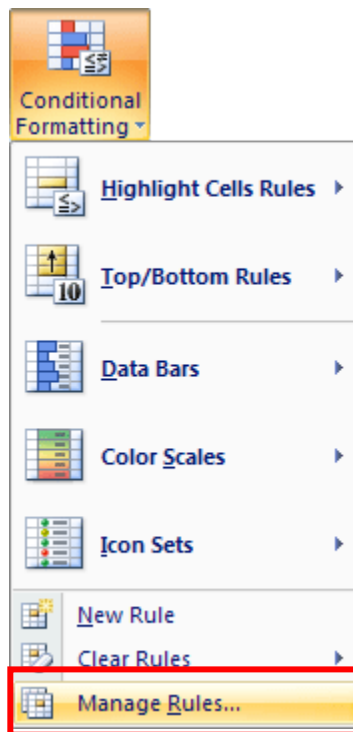 Conditional
Formatting
Highlight Cells Rules
Top/Bottom Rules
10
Data Bars
Color Scales
Icon Sets
New Rule
Clear Rules
Manage Rules...